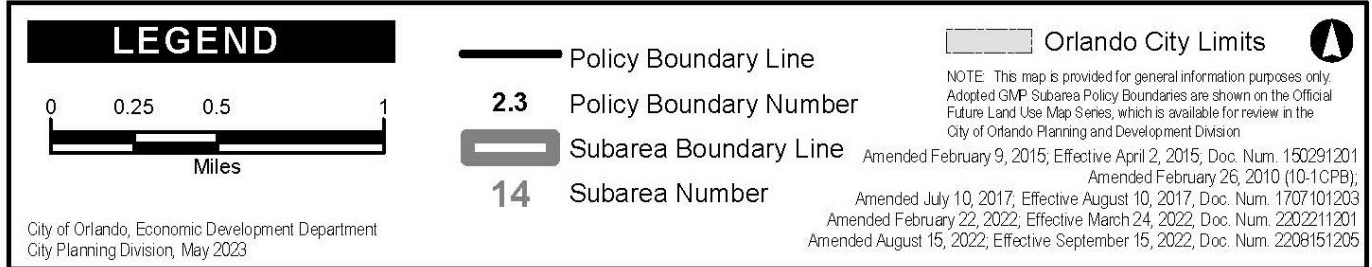 LEGEND
0 0.25 0.5 1
Miles
City of Orlando, Economic Development Department
City Planning Division, May 2023
Policy Boundary Line
2.3 Policy Boundary Number
Subarea Boundary Line
14 Subarea Number
Orlando City Limits
NOTE: This map is provided for general information purposes only.
Adopted GMP Subarea Policy Boundaries are shown on the Official
Future Land Use Map Series, which is available for review in the
City of Orlando Planning and Development Division
Amended February 9, 2015; Effective April 2, 2015; Doc. Num. 150291201
Amended February 26, 2010 (10-1CPB);
Amended July 10, 2017; Effective August 10, 2017, Doc. Num. 1707101203
Amended February 22, 2022; Effective March 24, 2022, Doc. Num. 2202211201
Amended August 15, 2022; Effective September 15, 2022, Doc. Num. 2208151205